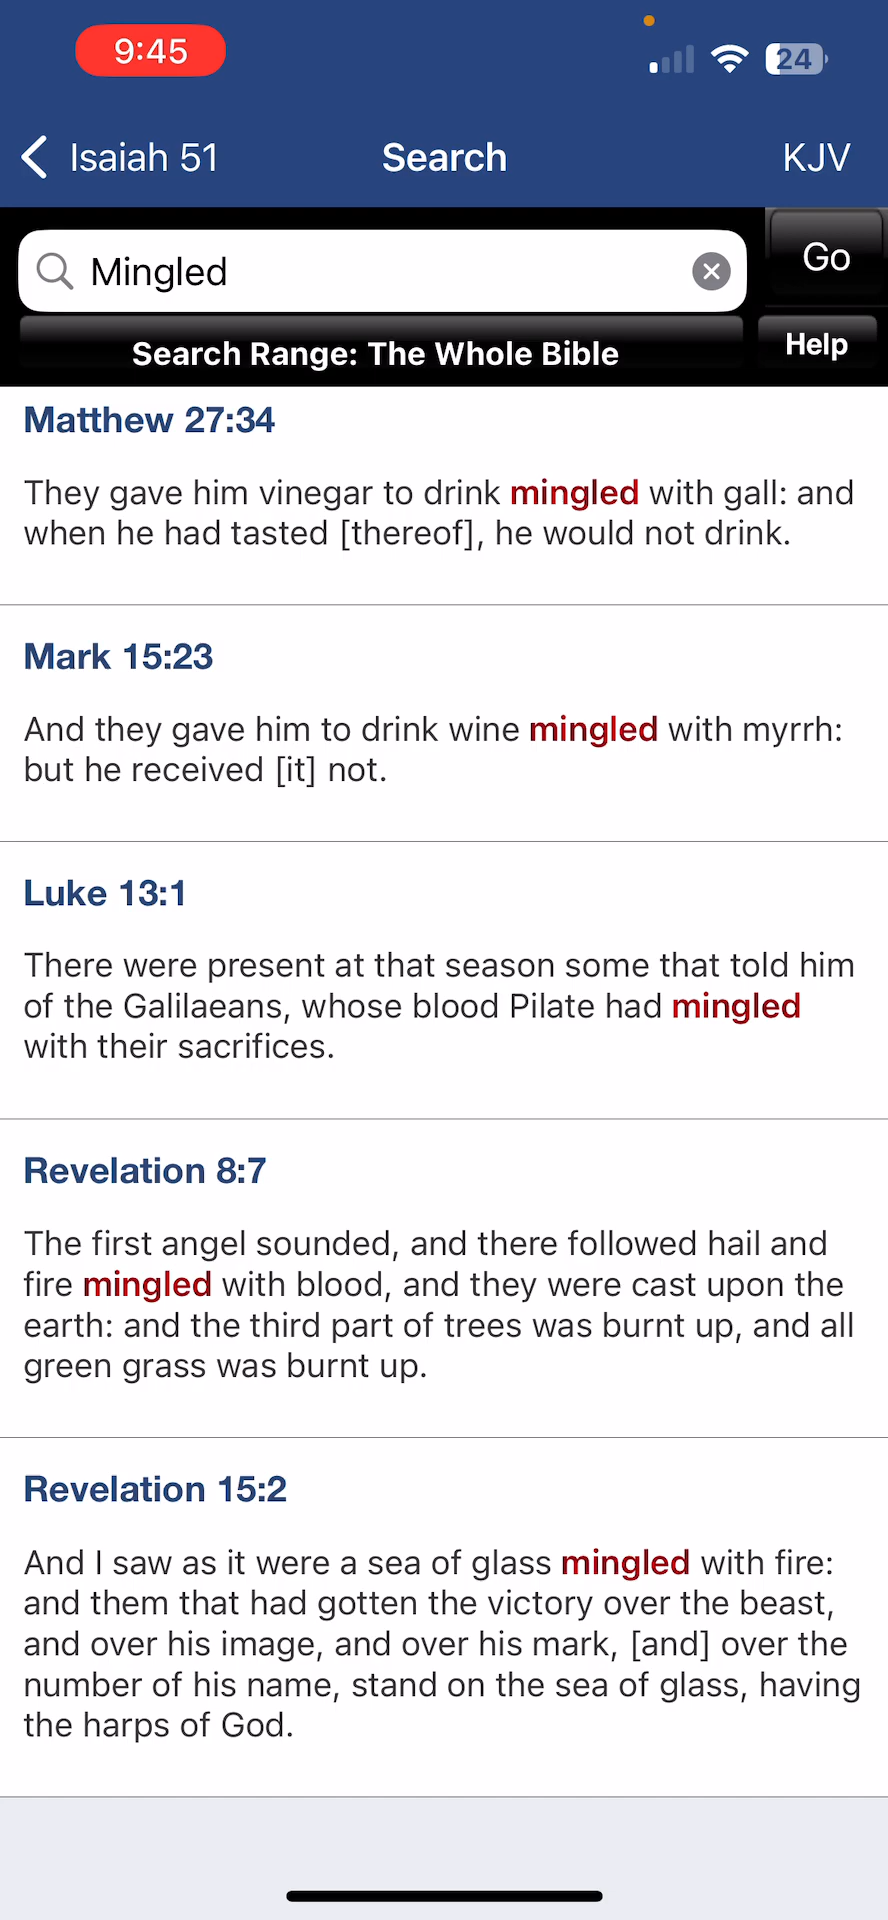 9:45
24
Isaiah 51
Search
KJV
Mingled
Go
Search Range: The Whole Bible
Help
Matthew 27:34
They gave him vinegar to drink mingled with gall: and
when he had tasted [thereof], he would not drink.
Mark 15:23
And they gave him to drink wine mingled with myrrh:
but he received [it] not.
Luke 13:1
There were present at that season some that told him
of the Galilaeans, whose blood Pilate had mingled
with their sacrifices.
Revelation 8:7
The first angel sounded, and there followed hail and
fire mingled with blood, and they were cast upon the
earth: and the third part of trees was burnt up, and all
green grass was burnt up.
Revelation 15:2
And I saw as it were a sea of glass mingled with fire:
and them that had gotten the victory over the beast,
and over his image, and over his mark, [and] over the
number of his name, stand on the sea of glass, having
the harps of God.